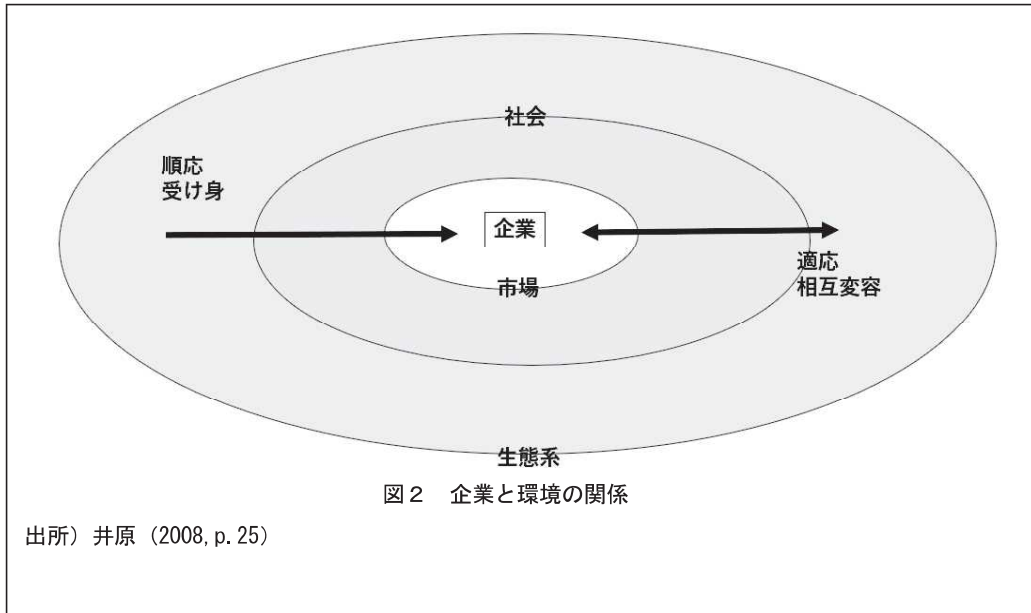 社会
順応
受け身
企業
市場
適応
相互変容
生態系
図２　企業と環境の関係
出所）井原（2008, p. 25）